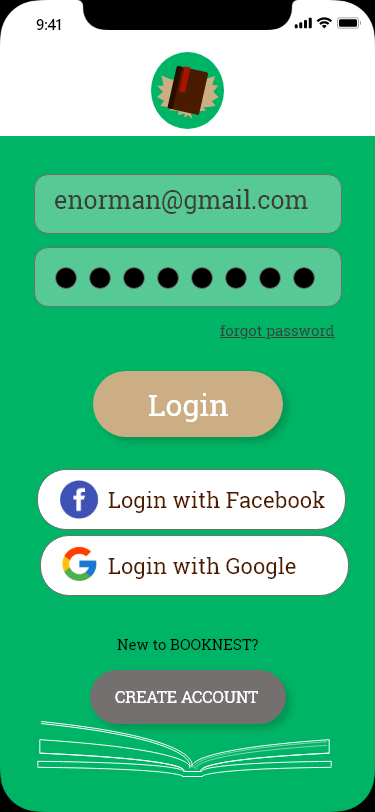 9:41
enorman@gmail.com
forgot password
Login
Login with Facebook
Login with Google
New to BOOKNEST?
CREATE ACCOUNT